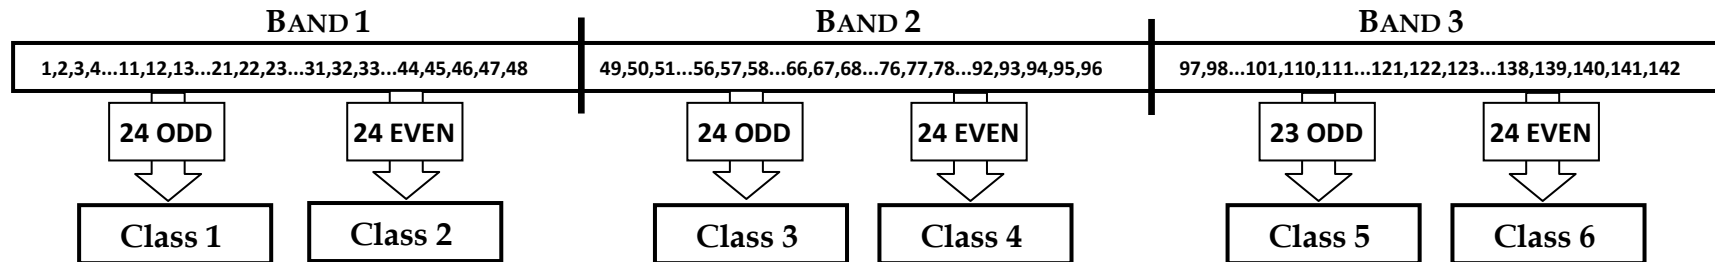 BAND 1 BAND 2 BAND 3
1,2,3,4...11,12,13...21,22,23...31,32,33...44,45,46,47,48 49,50,51...56,57,58...66,67,68...76,77,78...92,93,94,95,96 97,98...101,110,111...121,122,123...138,139,140,141,142
24 ODD 24 EVEN 24 ODD 24 EVEN 23 ODD 24 EVEN
Class 1 Class 2 Class 3 Class 4 Class 5 Class 6